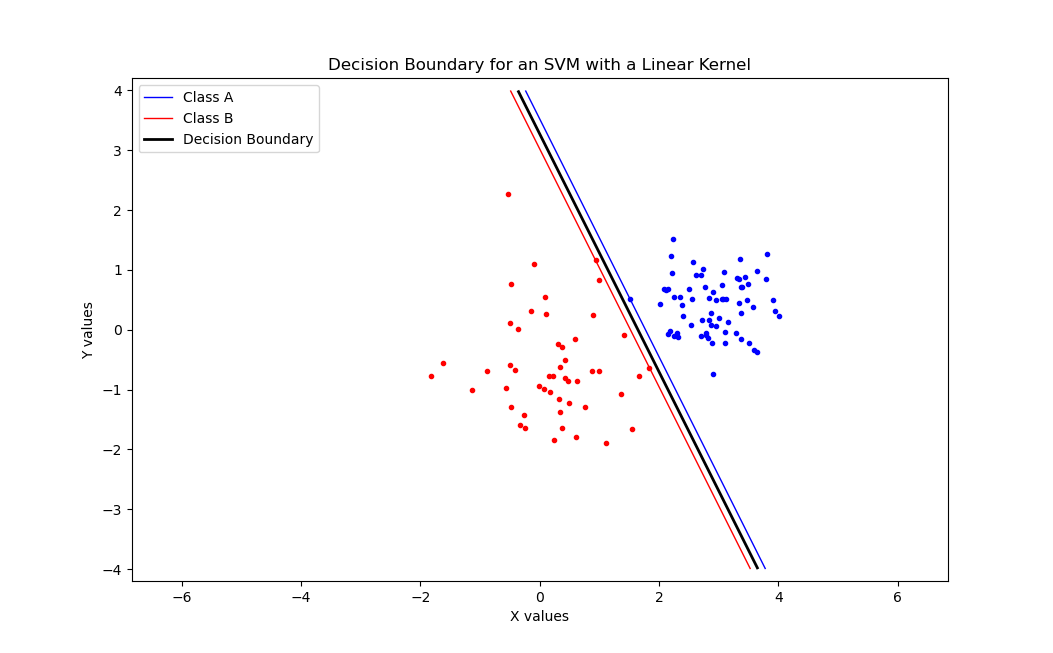 Decision Boundary for an SVM with a Linear Kernel
Class A
Class B
Decision Boundary
4
3
2
1
0
−1
−2
−3
−4
Y values
−6 −4 −2 0 2 4 6
X values